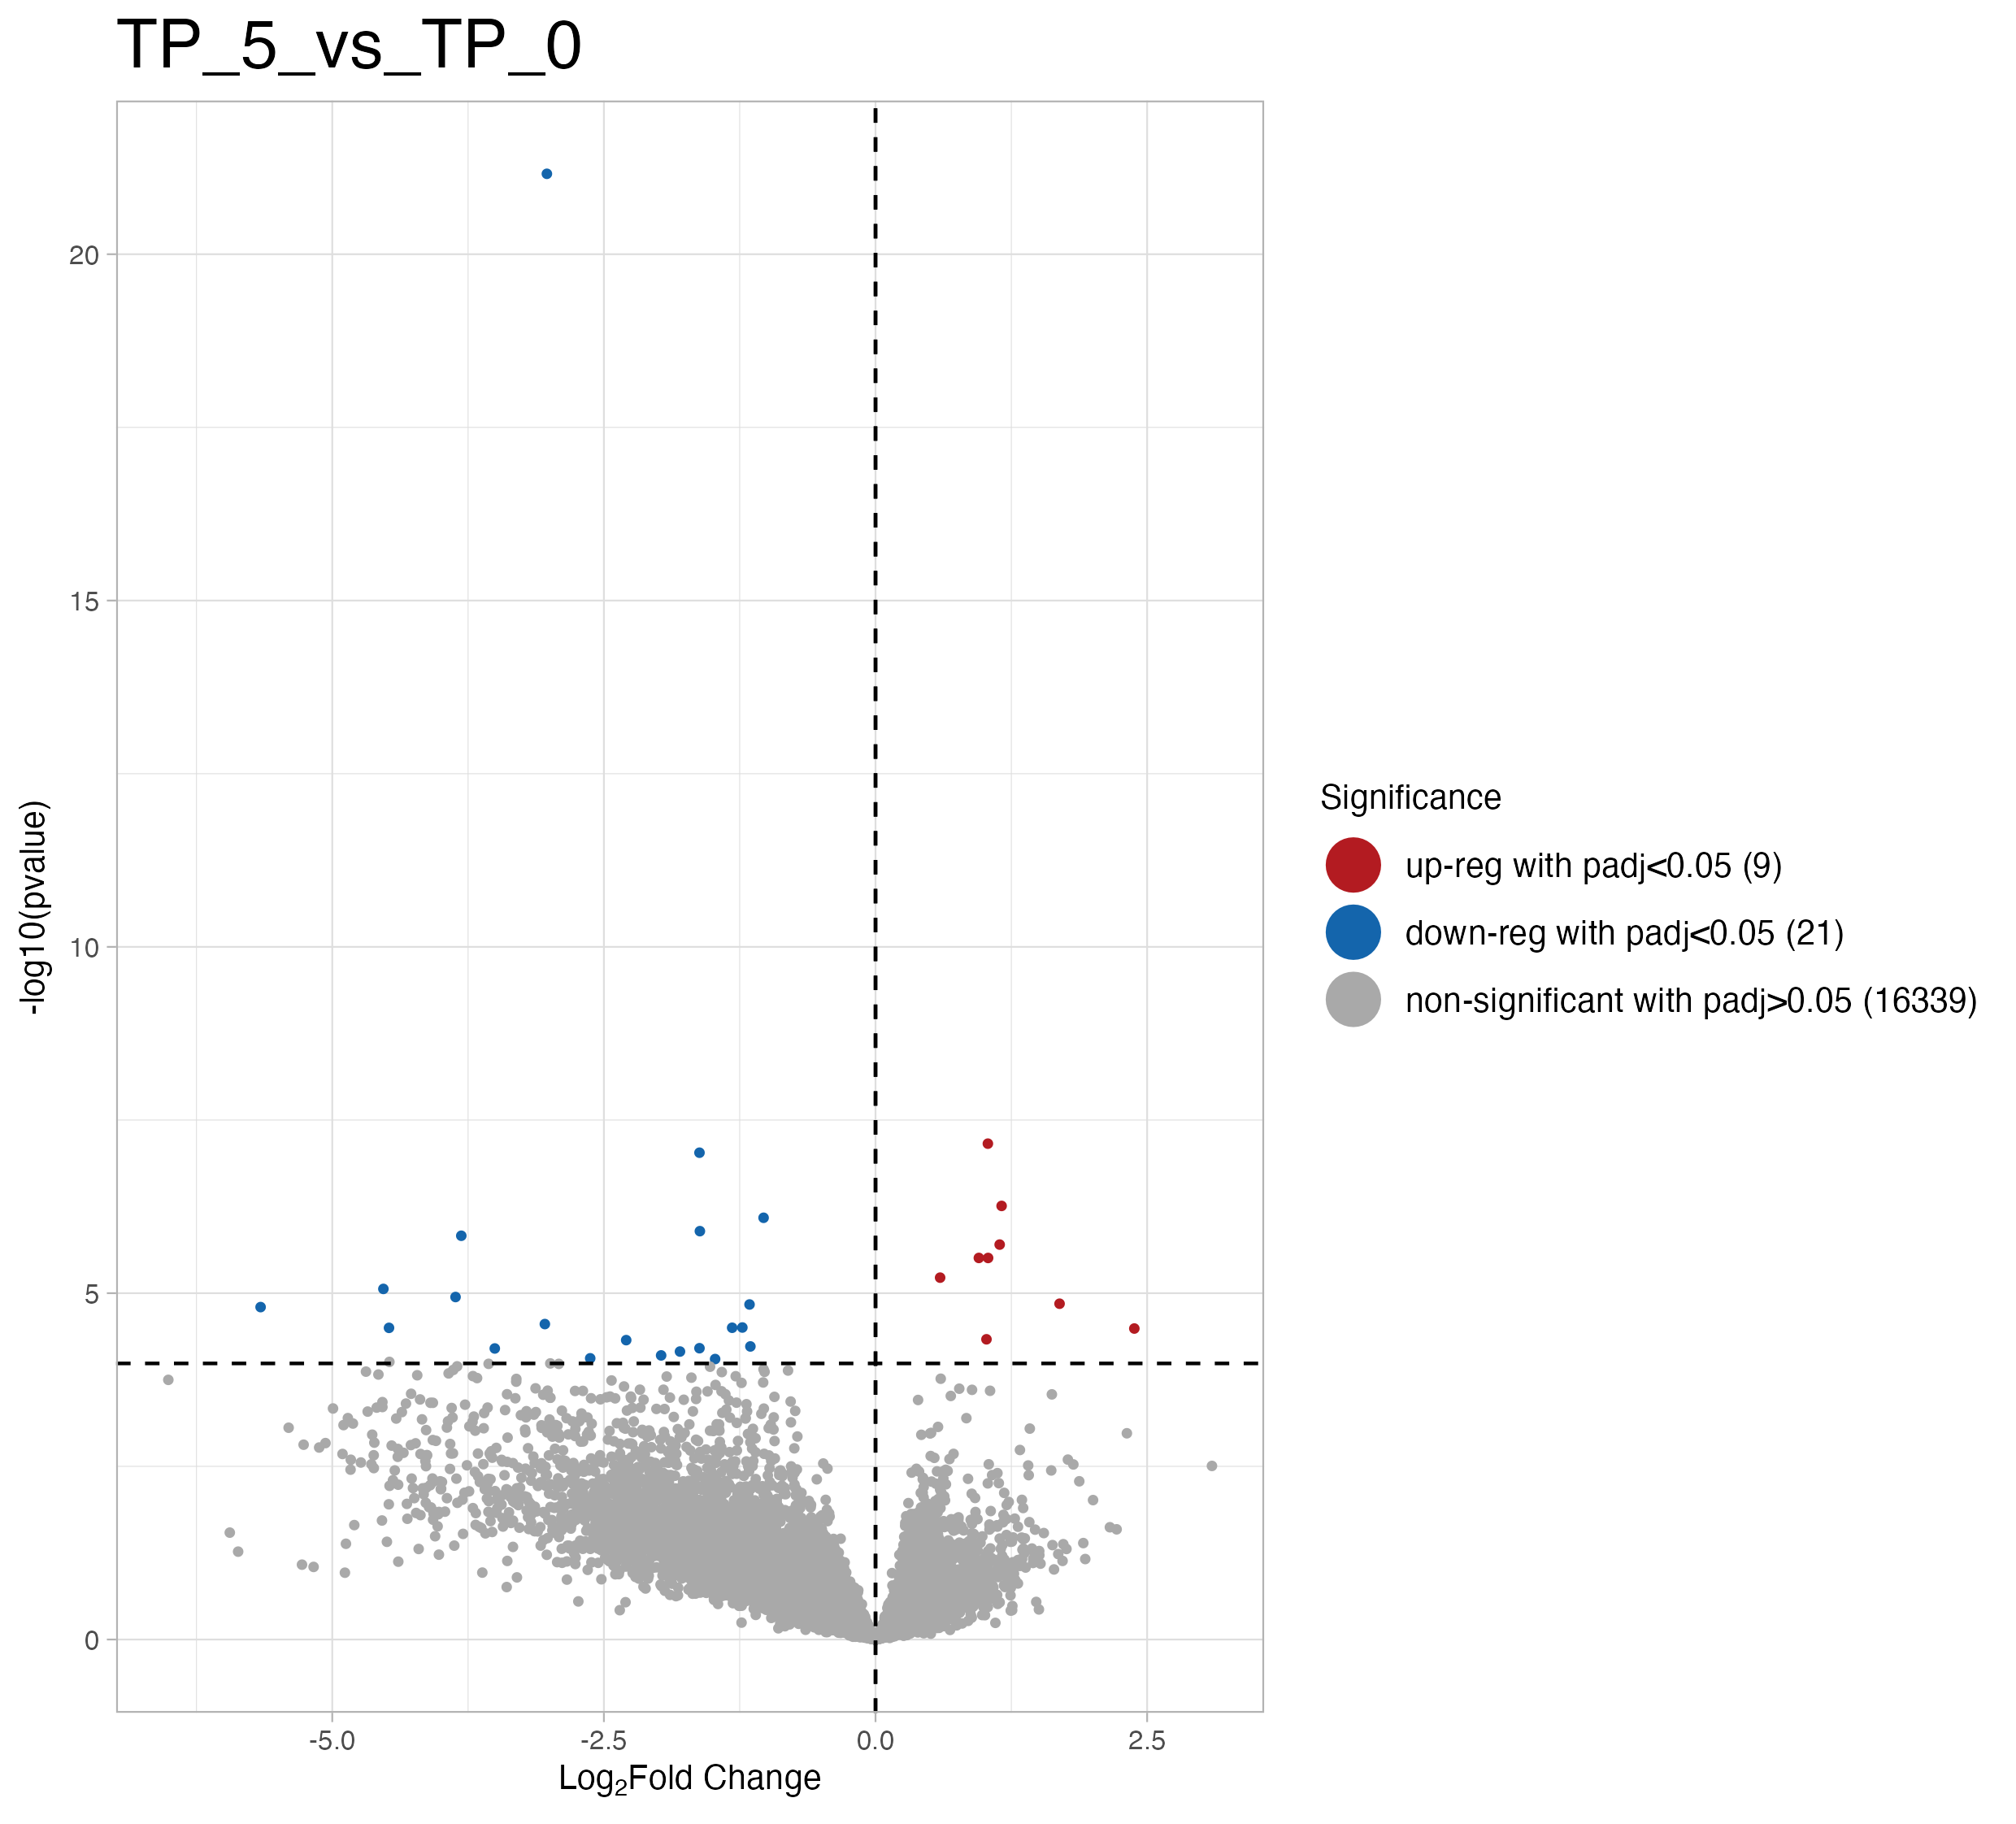 TP_5_vs_TP_0
20
15
10
5
0
-log10(pvalue)
-5.0
-2.5
0.0
2.5
Log₂Fold Change
Significance
up-reg with padj<0.05 (9)
down-reg with padj<0.05 (21)
non-significant with padj>0.05 (16339)